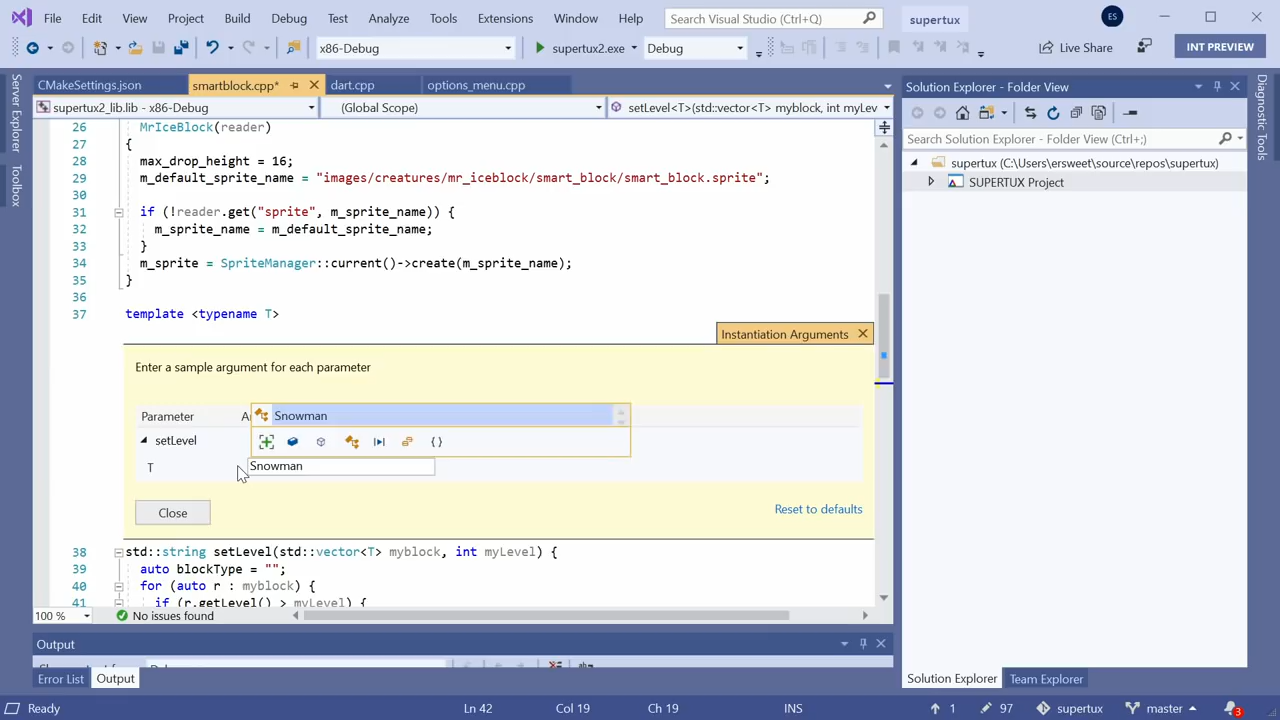 File Edit View Project Build Debug Test Analyze Tools Extensions Window Help Search Visual Studio (Ctrl+Q) supertux ES
x86-Debug supertux2.exe Debug Live Share INT PREVIEW
CMakeSettings.json smartblock.cpp* dart.cpp options_menu.cpp
supertux2_lib.lib - x86-Debug (Global Scope) setLevel<T>(std::vector<T> myblock, int myLev
26 MrIceBlock(reader)
27 {
28 max_drop_height = 16;
29 m_default_sprite_name = "images/creatures/mr_iceblock/smart_block/smart_block.sprite";
30
31 if (!reader.get("sprite", m_sprite_name)) {
32 m_sprite_name = m_default_sprite_name;
33 }
34 m_sprite = SpriteManager::current()->create(m_sprite_name);
35 }
36
37 template <typename T>
Instantiation Arguments
Enter a sample argument for each parameter
Parameter
Snowman
setLevel
T Snowman
Close Reset to defaults
38 std::string setLevel(std::vector<T> myblock, int myLevel) {
39 auto blockType = "";
40 for (auto r : myblock) {
41 if (r.getLevel() > myLevel) {
100 % No issues found
Output
Error List Output
Server Explorer
Toolbox
Solution Explorer - Folder View
Search Solution Explorer - Folder View (Ctrl+;)
supertux (C:\Users\ersweet\source\repos\supertux)
SUPERTUX Project
Solution Explorer Team Explorer
Diagnostic Tools
Ready Ln 42 Col 19 Ch 19 INS 1 97 supertux master 3